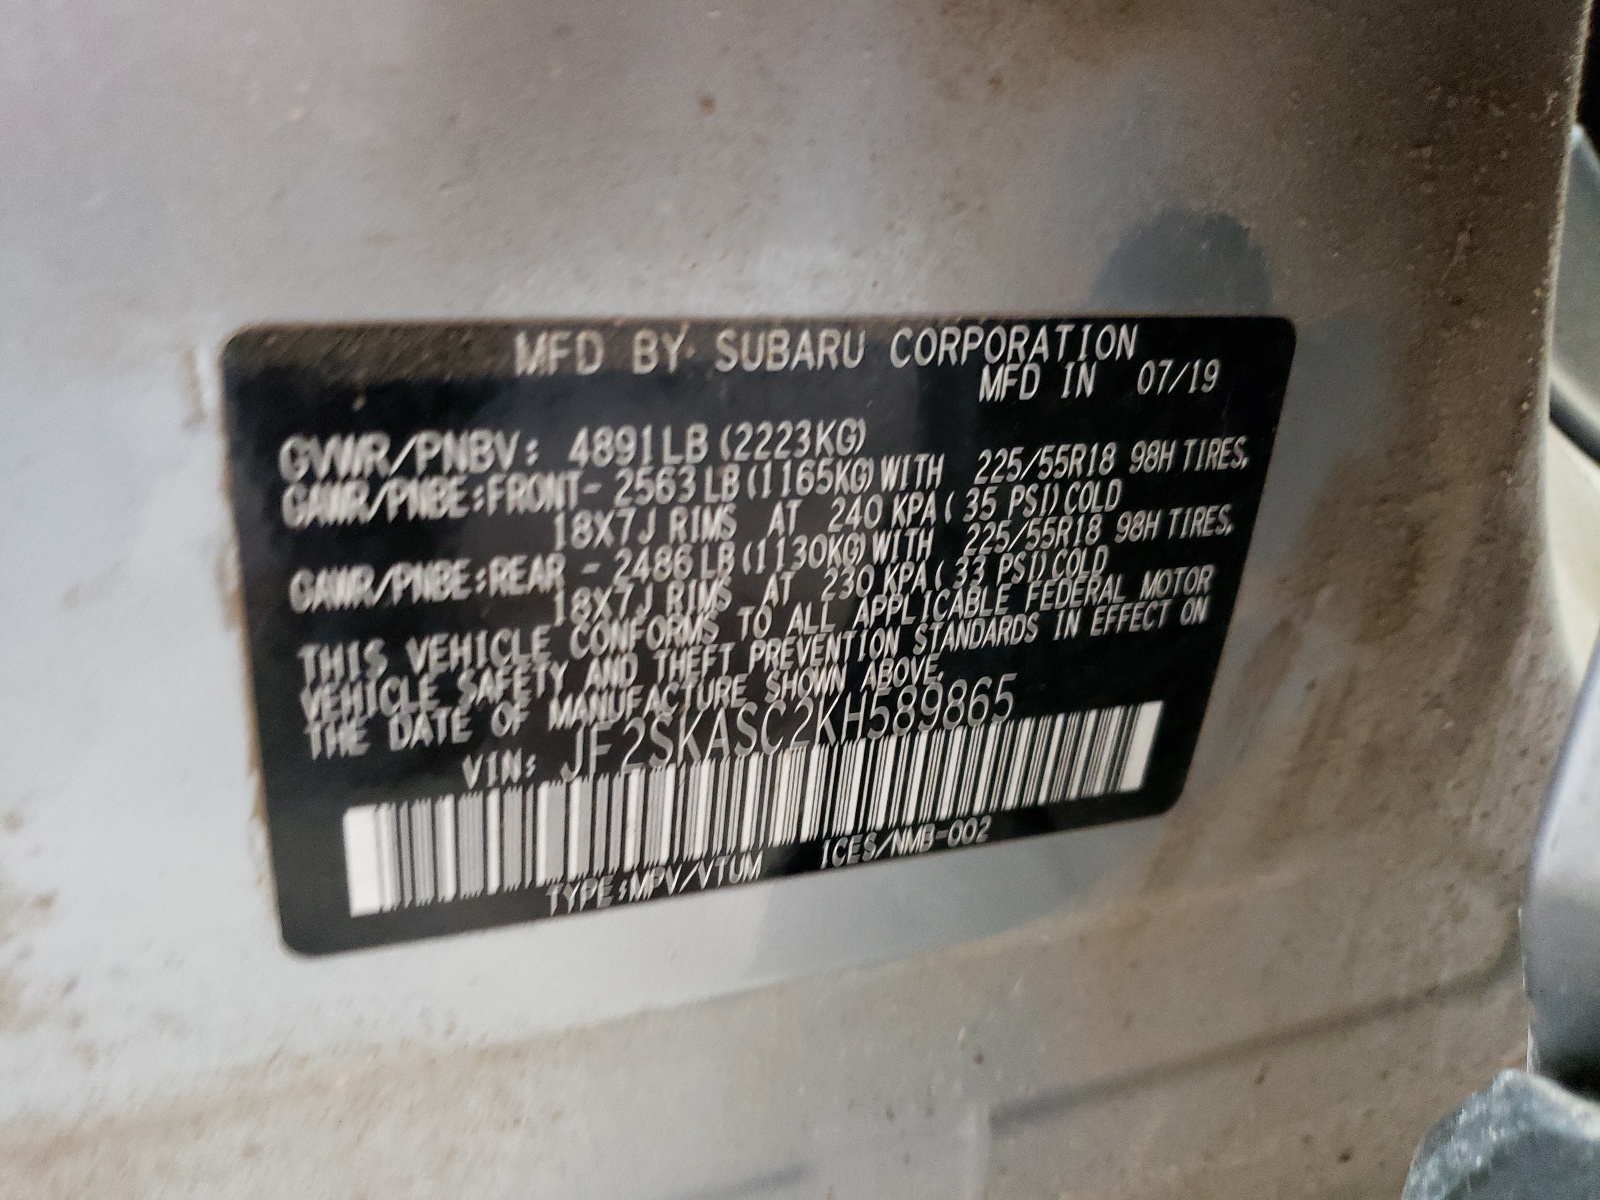 MFD BY SUBARU CORPORATION
MFD IN 07/19
GVWR/PNBV: 4891LB (2223KG)
GAWR/PNBE:FRONT- 2563LB (1165KG) WITH 225/55R18 98H TIRES,
18X7J RIMS AT 240 KPA ( 35 PSI) COLD
GAWR/PNBE:REAR - 2486LB (1130KG) WITH 225/55R18 98H TIRES,
18X7J RIMS AT 230 KPA ( 33 PSI) COLD
THIS VEHICLE CONFORMS TO ALL APPLICABLE FEDERAL MOTOR
VEHICLE SAFETY AND THEFT PREVENTION STANDARDS IN EFFECT ON
THE DATE OF MANUFACTURE SHOWN ABOVE.
VIN: JF2SKASC2KH589865
TYPE:MPV/VTUM ICES/NMB-002